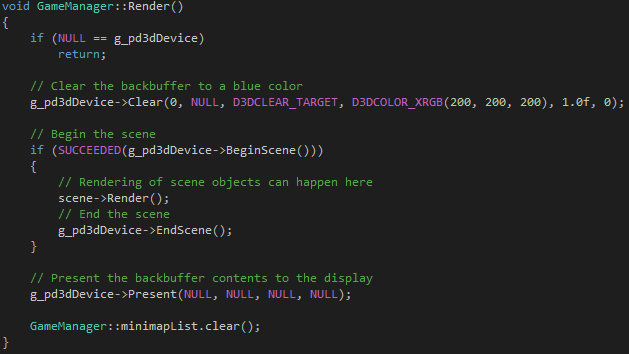 void GameManager::Render()
{
    if (NULL == g_pd3dDevice)
        return;

    // Clear the backbuffer to a blue color
    g_pd3dDevice->Clear(0, NULL, D3DCLEAR_TARGET, D3DCOLOR_XRGB(200, 200, 200), 1.0f, 0);

    // Begin the scene
    if (SUCCEEDED(g_pd3dDevice->BeginScene()))
    {
        // Rendering of scene objects can happen here
        scene->Render();
        // End the scene
        g_pd3dDevice->EndScene();
    }

    // Present the backbuffer contents to the display
    g_pd3dDevice->Present(NULL, NULL, NULL, NULL);

    GameManager::minimapList.clear();
}